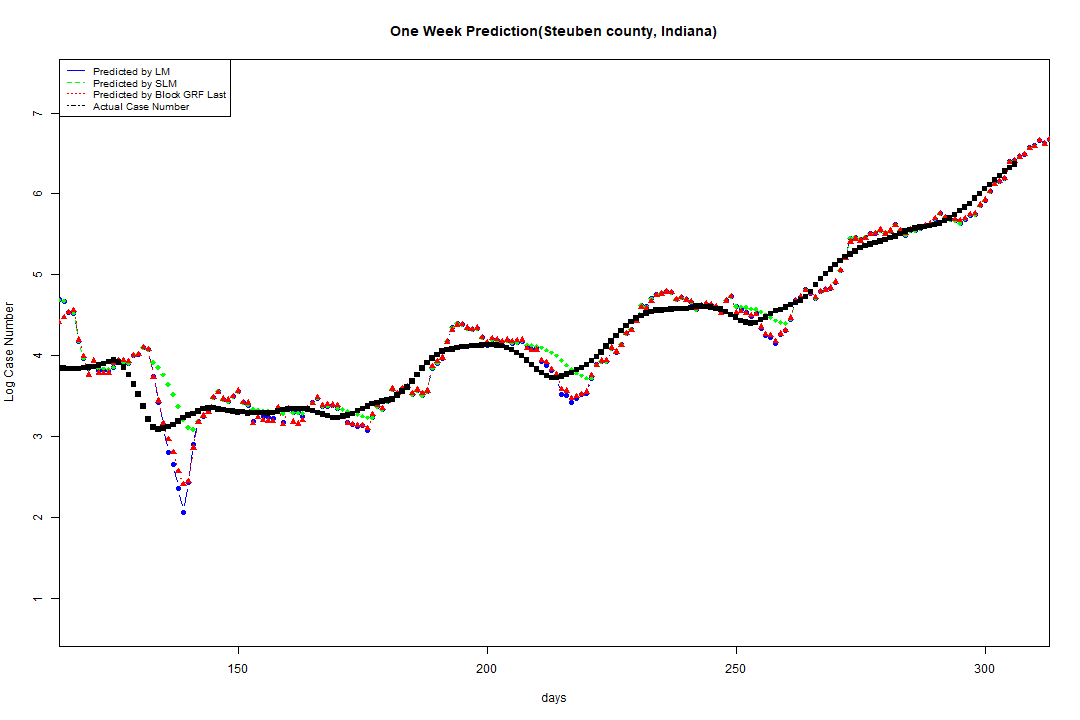 One Week Prediction(Steuben county, Indiana)
Predicted by LM
Predicted by SLM
Predicted by Block GRF Last
Actual Case Number
7
6
5
4
3
2
1
Log Case Number
150 200 250 300
days